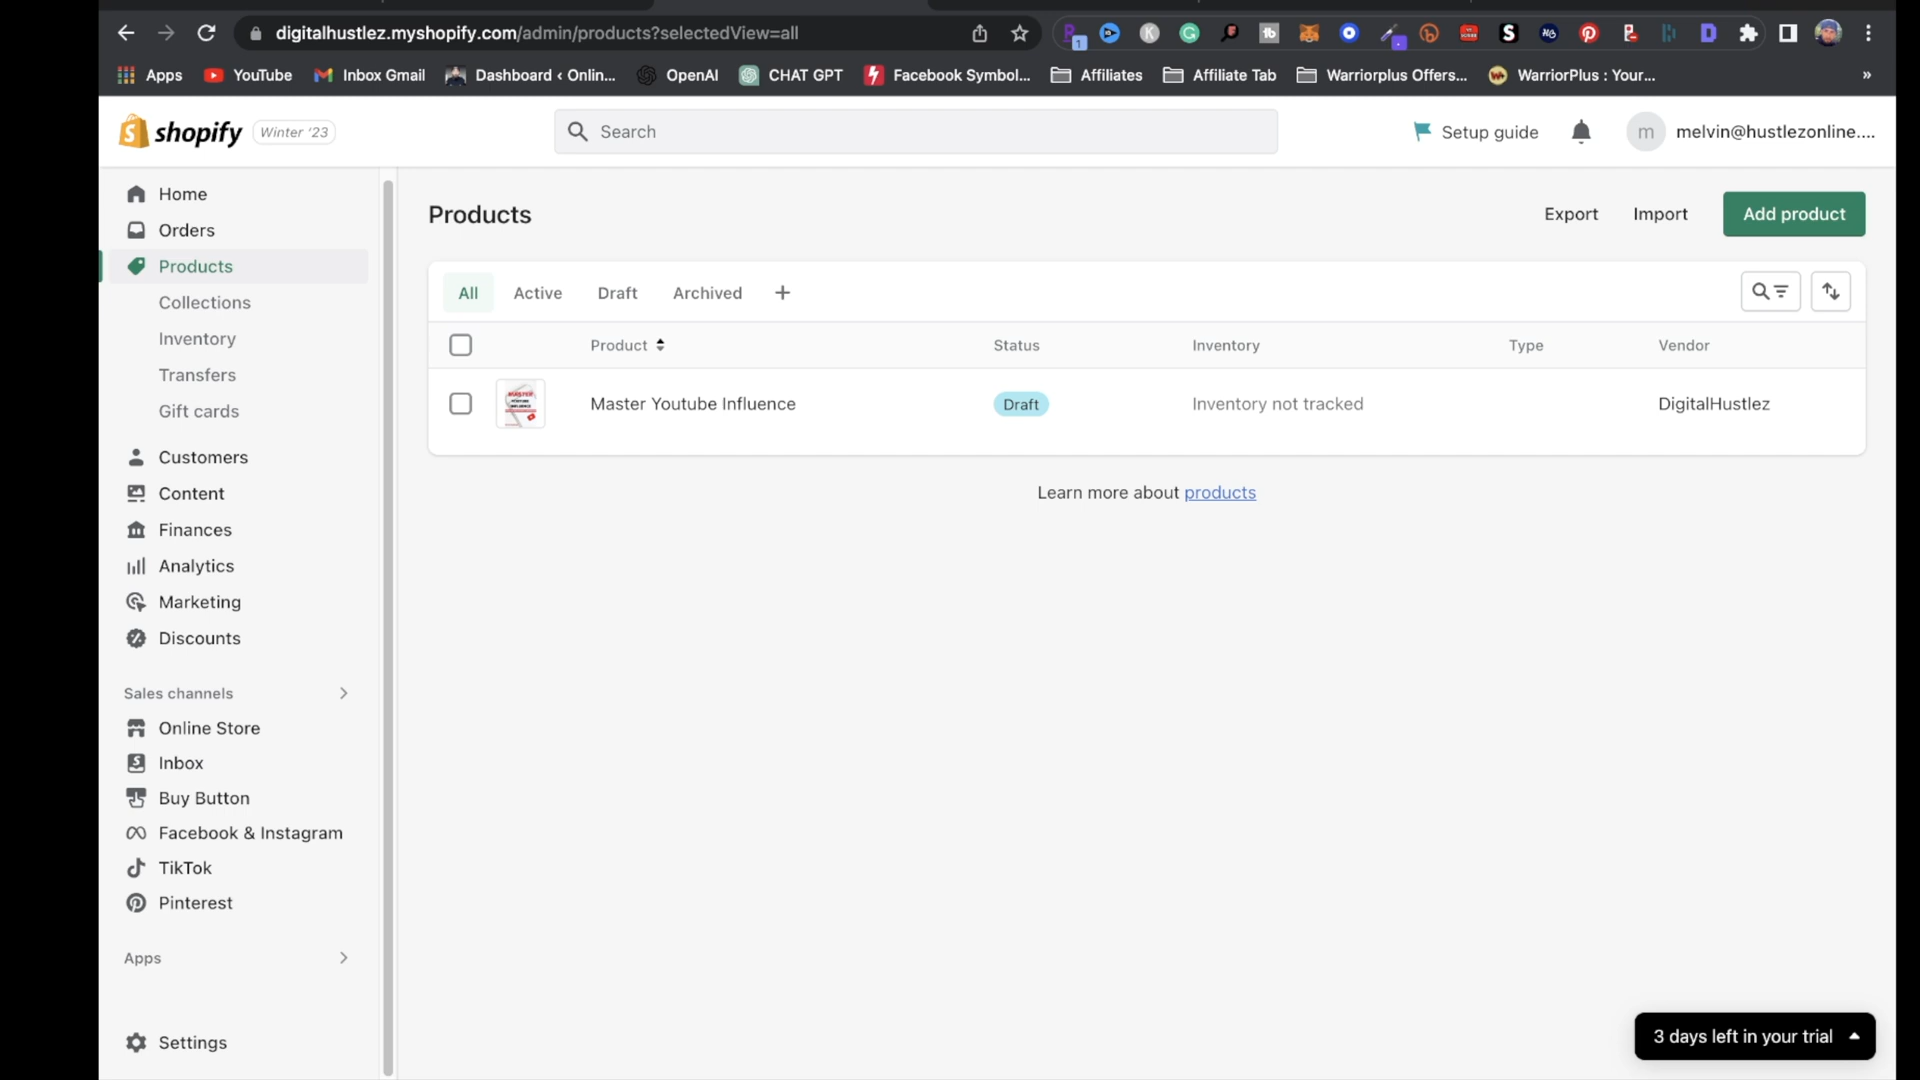 digitalhustlez.myshopify.com/admin/products?selectedView=all
Apps YouTube Inbox Gmail Dashboard ‹ Onlin... OpenAI CHAT GPT Facebook Symbol... Affiliates Affiliate Tab Warriorplus Offers... WarriorPlus : Your... »
shopify Winter '23 Search Setup guide m melvin@hustlezonline....
Home
Orders
Products
Collections
Inventory
Transfers
Gift cards
Customers
Content
Finances
Analytics
Marketing
Discounts
Sales channels
Online Store
Inbox
Buy Button
Facebook & Instagram
TikTok
Pinterest
Apps
Settings
Products Export Import Add product
All Active Draft Archived +
Product Status Inventory Type Vendor
Master Youtube Influence Draft Inventory not tracked DigitalHustlez
Learn more about products
3 days left in your trial